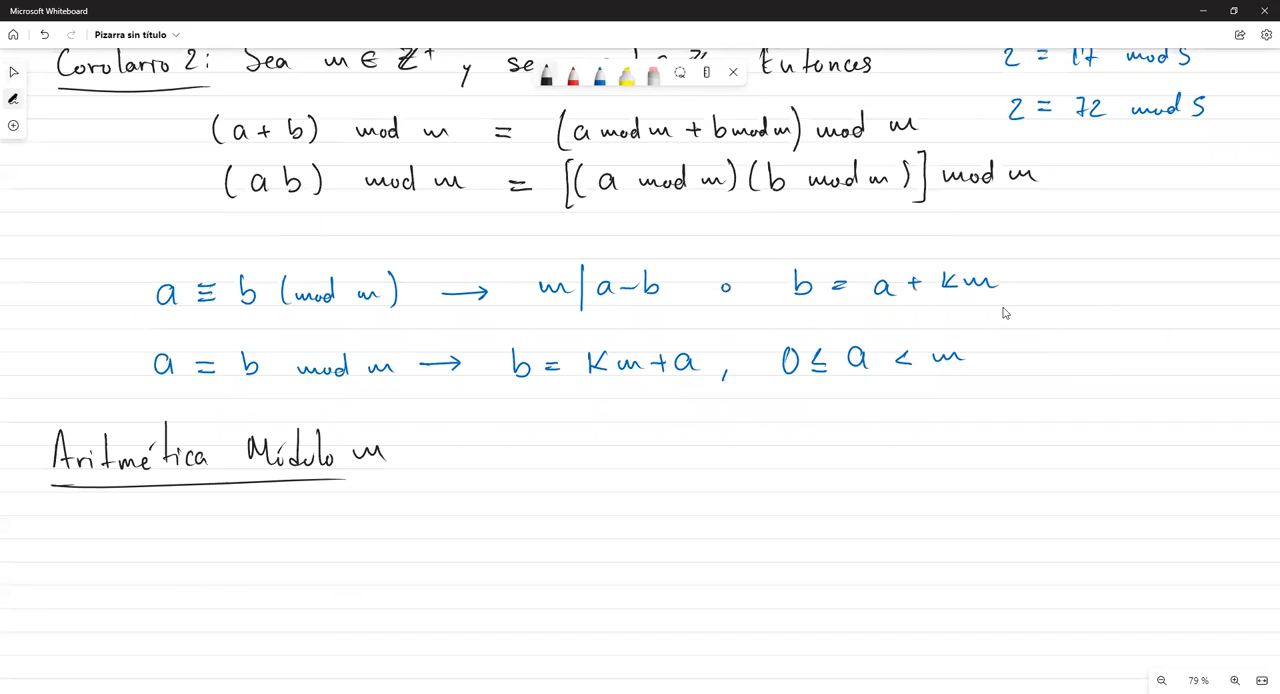 Microsoft Whiteboard
Pizarra sin título
Corolario 2: Sea m ∈ ℤ⁺ y Entonces
2 = 17 mod 5
2 = 72 mod 5
(a + b) mod m = (a mod m + b mod m) mod m
(a b) mod m = [(a mod m)(b mod m)] mod m
a ≡ b (mod m) → m | a - b o b = a + km
a = b mod m → b = km + a, 0 ≤ a < m
Aritmética Módulo m
79 %